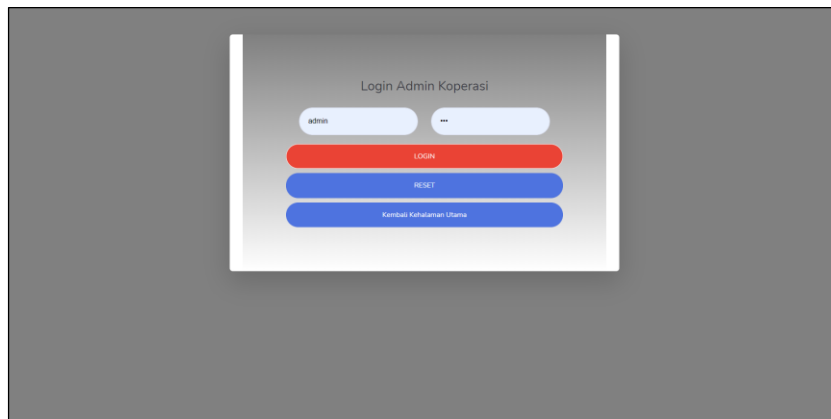 Login Admin Koperasi
admin •••
LOGIN
RESET
Kembali Kehalaman Utama